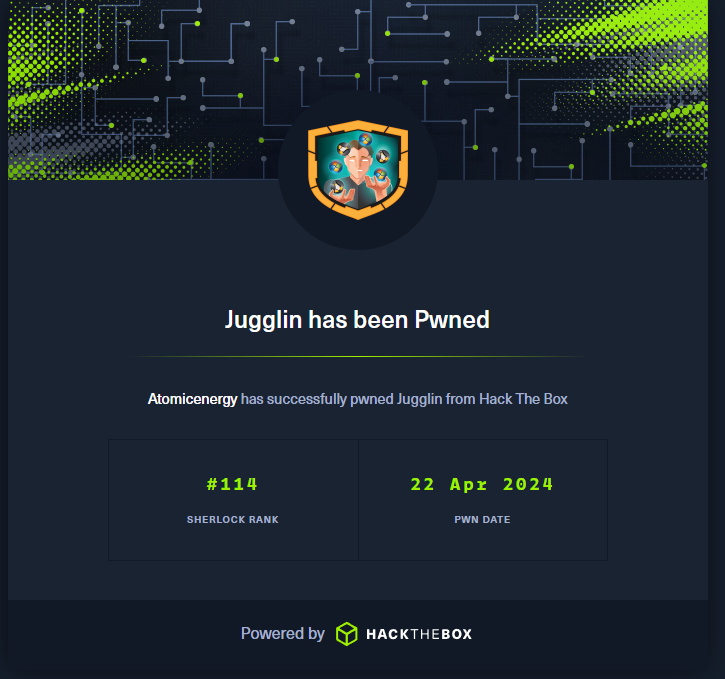 Jugglin has been Pwned
Atomicenergy has successfully pwned Jugglin from Hack The Box
#114
SHERLOCK RANK
22 Apr 2024
PWN DATE
Powered by HACKTHEBOX